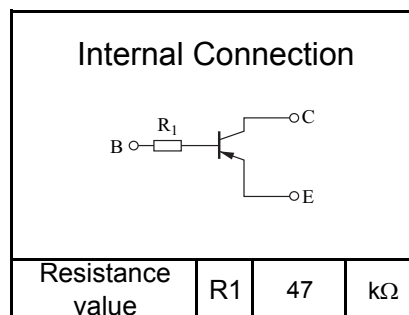 Internal Connection
R1
C
B
E
Resistance value R1 47 kΩ